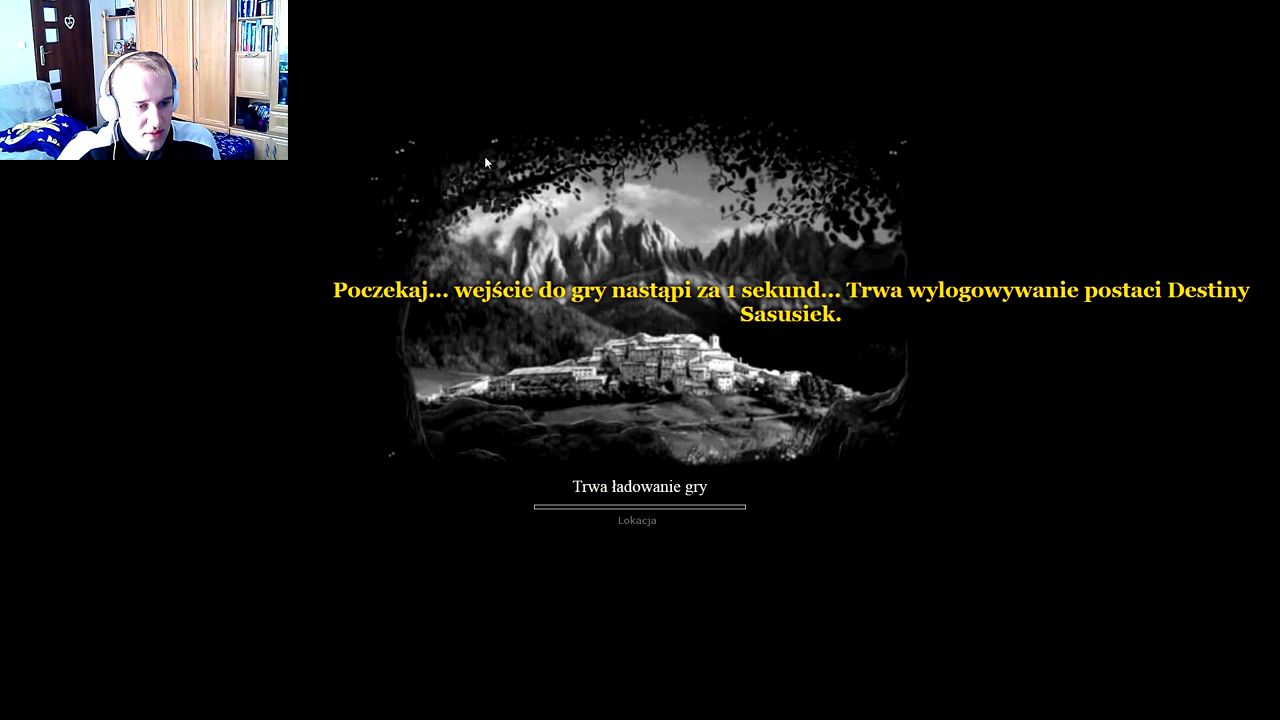 Poczekaj... wejście do gry nastąpi za 1 sekund... Trwa wylogowywanie postaci Destiny
Sasusiek.
Trwa ładowanie gry
Lokacja